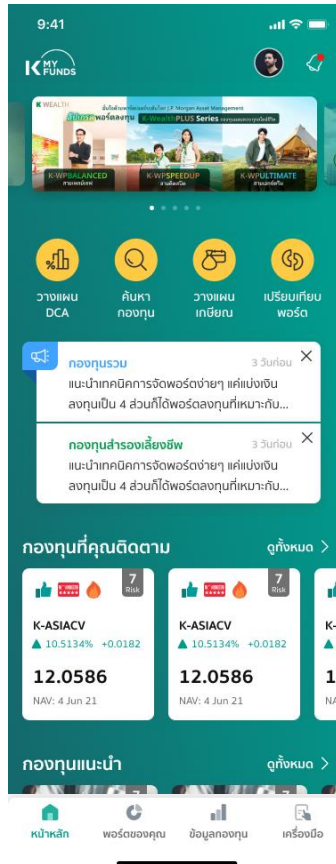 9:41
K MY FUNDS
K WEALTH
K-WealthPLUS Series
K-WPBALANCED
K-WPSPEEDUP
K-WPULTIMATE
วางแผน DCA
ค้นหา กองทุน
วางแผน เกษียณ
เปรียบเทียบ พอร์ต
กองทุนรวม
3 วันก่อน
แนะนำเทคนิคการจัดพอร์ตง่ายๆ แค่แบ่งเงิน
ลงทุนเป็น 4 ส่วนก็ได้พอร์ตลงทุนที่เหมาะกับ...
กองทุนสำรองเลี้ยงชีพ
3 วันก่อน
แนะนำเทคนิคการจัดพอร์ตง่ายๆ แค่แบ่งเงิน
ลงทุนเป็น 4 ส่วนก็ได้พอร์ตลงทุนที่เหมาะกับ...
กองทุนที่คุณติดตาม
ดูทั้งหมด
7
Risk
K-ASIACV
10.5134% +0.0182
12.0586
NAV: 4 Jun 21
7
Risk
K-ASIACV
10.5134% +0.0182
12.0586
NAV: 4 Jun 21
กองทุนแนะนำ
ดูทั้งหมด
หน้าหลัก
พอร์ตของคุณ
ข้อมูลกองทุน
เครื่องมือ